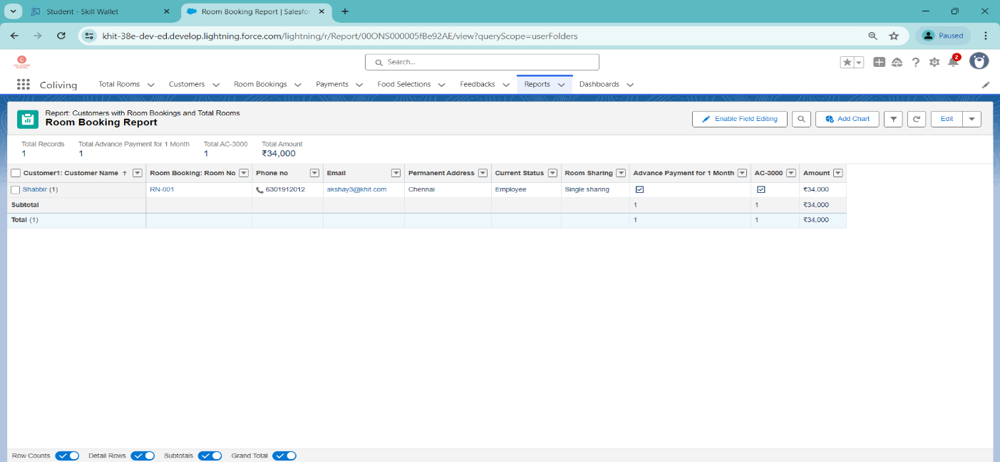 Student - Skill Wallet
Room Booking Report | Salesfor
khit-38e-dev-ed.develop.lightning.force.com/lightning/r/Report/00ONS000005fBe92AE/view?queryScope=userFolders
Paused
Search...
2
Coliving
Total Rooms
Customers
Room Bookings
Payments
Food Selections
Feedbacks
Reports
Dashboards
Report: Customers with Room Bookings and Total Rooms
Room Booking Report
Enable Field Editing
Add Chart
Edit
Total Records
Total Advance Payment for 1 Month
Total AC-3000
Total Amount
1
1
1
₹34,000
Customer1: Customer Name
Room Booking: Room No
Phone no
Email
Permanent Address
Current Status
Room Sharing
Advance Payment for 1 Month
AC-3000
Amount
Shabbir (1)
RN-001
6301912012
akshay3@khit.com
Chennai
Employee
Single sharing
₹34,000
Subtotal
1
1
₹34,000
Total (1)
1
1
₹34,000
Row Counts
Detail Rows
Subtotals
Grand Total